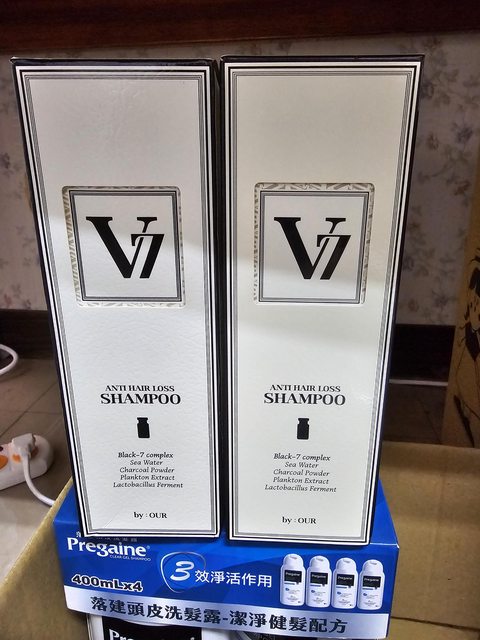 V7
ANTI HAIR LOSS
SHAMPOO
Black-7 complex
Sea Water
Charcoal Powder
Plankton Extract
Lactobacillus Ferment
by : OUR
V7
ANTI HAIR LOSS
SHAMPOO
Black-7 complex
Sea Water
Charcoal Powder
Plankton Extract
Lactobacillus Ferment
by : OUR
Pregaine
CLEAR GEL SHAMPOO
400mLx4
3效淨活作用
落建頭皮洗髮露-潔淨健髮配方